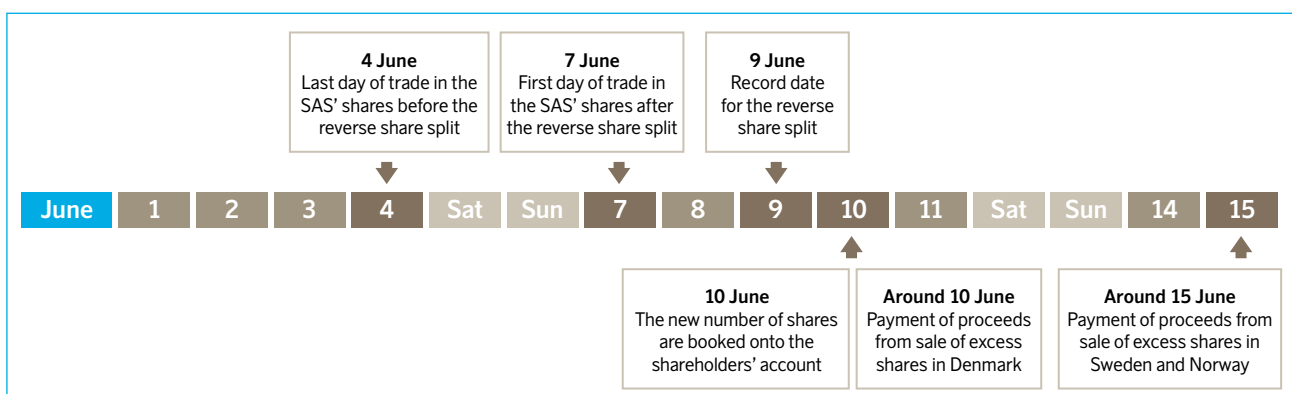 4 June
Last day of trade in the
SAS’ shares before the
reverse share split
7 June
First day of trade in
the SAS’ shares after
the reverse share split
9 June
Record date
for the reverse
share split
June 1 2 3 4 Sat Sun 7 8 9 10 11 Sat Sun 14 15
10 June
The new number of shares
are booked onto the
shareholders’ account
Around 10 June
Payment of proceeds
from sale of excess
shares in Denmark
Around 15 June
Payment of proceeds from
sale of excess shares in
Sweden and Norway